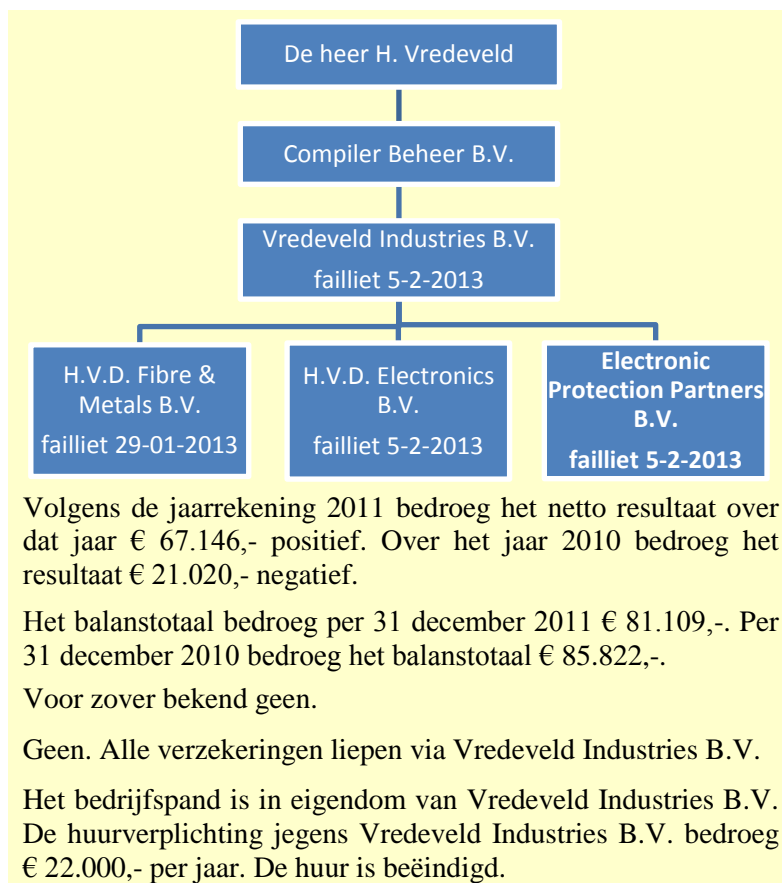 De heer H. Vredeveld
Compiler Beheer B.V.
Vredeveld Industries B.V.
failliet 5-2-2013
H.V.D. Fibre &
Metals B.V.
failliet 29-01-2013
H.V.D. Electronics
B.V.
failliet 5-2-2013
Electronic
Protection Partners
B.V.
failliet 5-2-2013
Volgens de jaarrekening 2011 bedroeg het netto resultaat over
dat jaar € 67.146,- positief. Over het jaar 2010 bedroeg het
resultaat € 21.020,- negatief.
Het balanstotaal bedroeg per 31 december 2011 € 81.109,-. Per
31 december 2010 bedroeg het balanstotaal € 85.822,-.
Voor zover bekend geen.
Geen. Alle verzekeringen liepen via Vredeveld Industries B.V.
Het bedrijfspand is in eigendom van Vredeveld Industries B.V.
De huurverplichting jegens Vredeveld Industries B.V. bedroeg
€ 22.000,- per jaar. De huur is beëindigd.